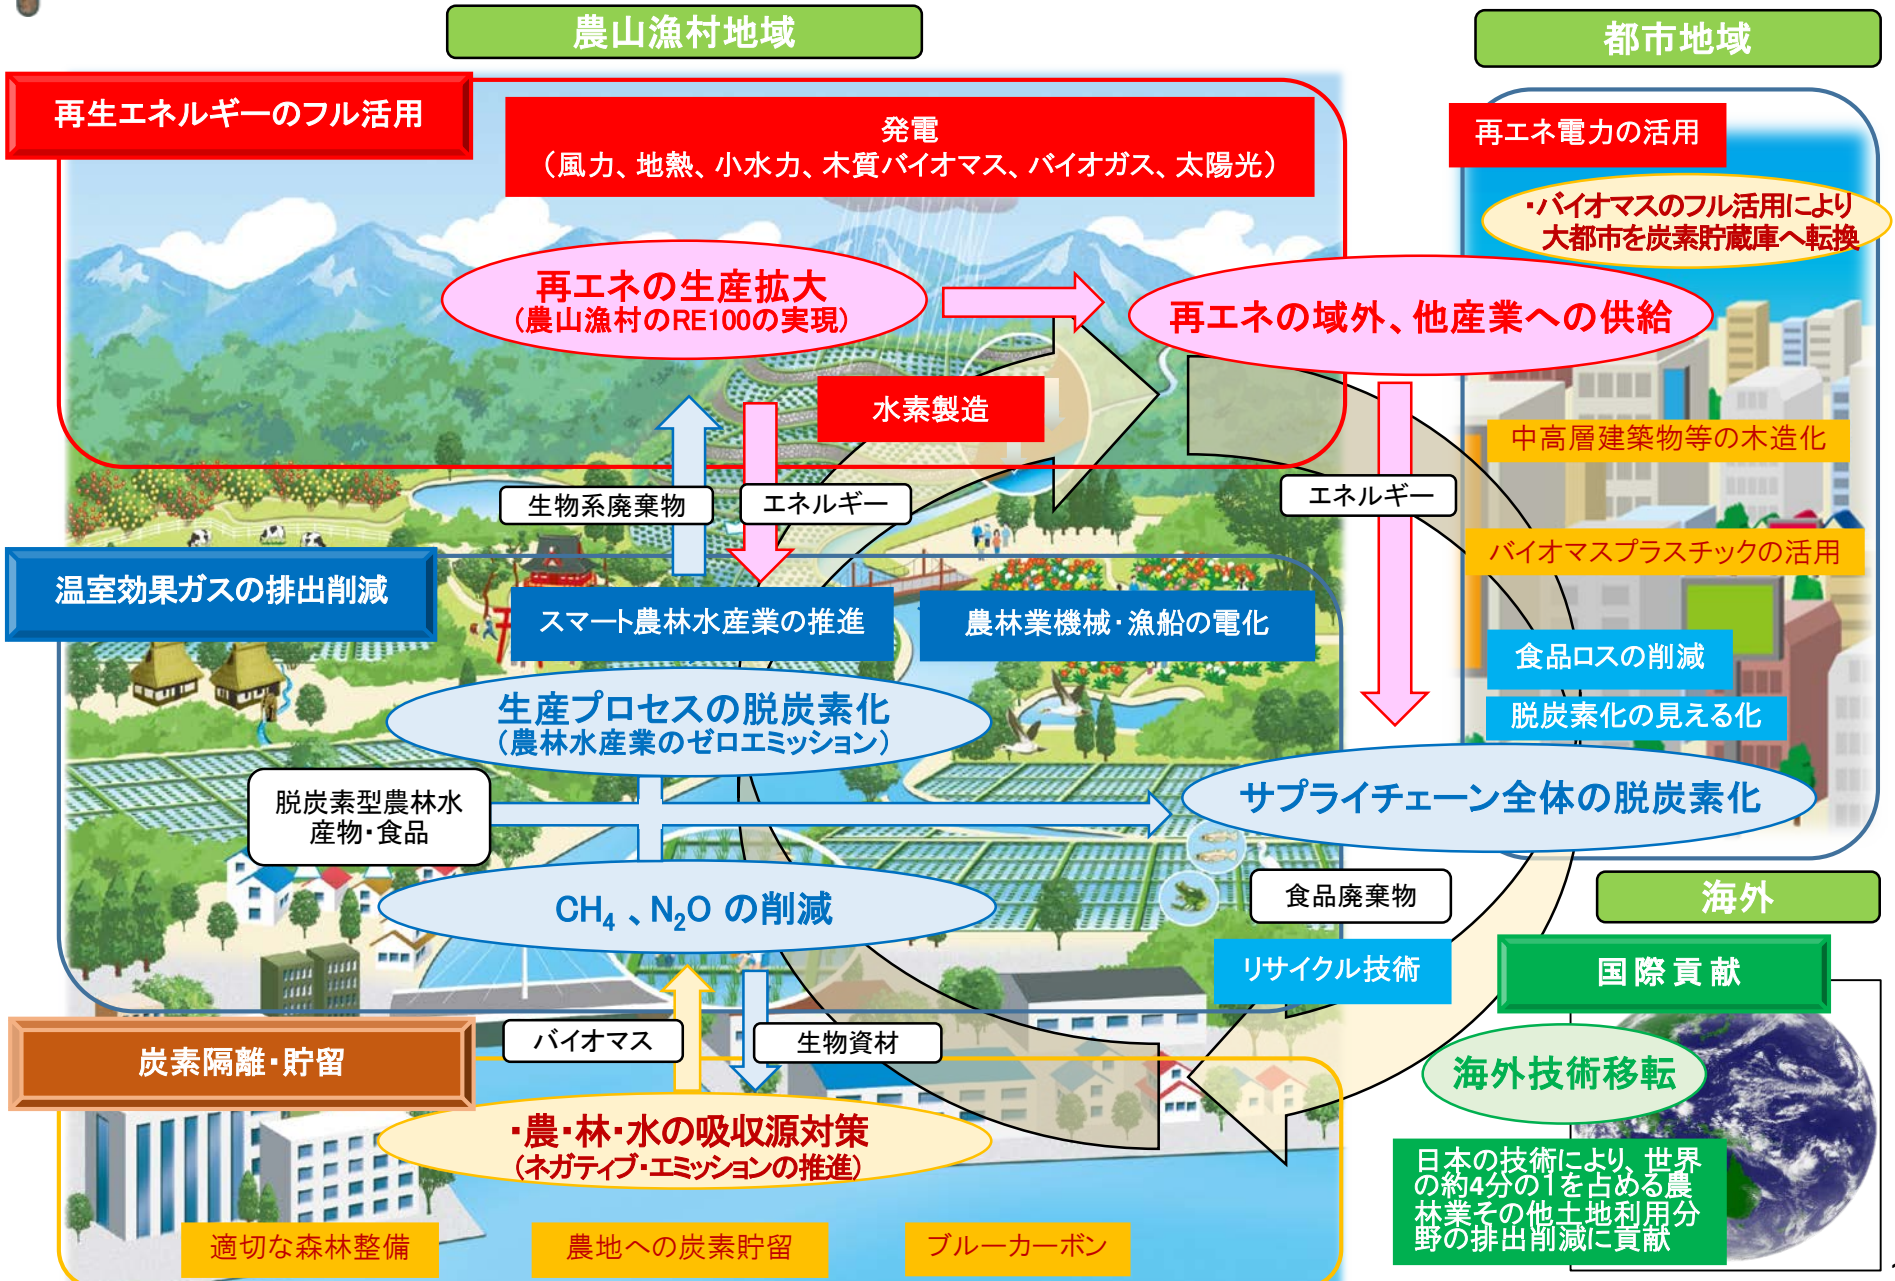 農山漁村地域
都市地域
再生エネルギーのフル活用
発電
（風力、地熱、小水力、木質バイオマス、バイオガス、太陽光）
再エネ電力の活用
・バイオマスのフル活用により
大都市を炭素貯蔵庫へ転換
再エネの生産拡大
（農山漁村のRE100の実現）
再エネの域外、他産業への供給
水素製造
中高層建築物等の木造化
生物系廃棄物
エネルギー
エネルギー
バイオマスプラスチックの活用
温室効果ガスの排出削減
スマート農林水産業の推進
農林業機械・漁船の電化
食品ロスの削減
脱炭素化の見える化
生産プロセスの脱炭素化
（農林水産業のゼロエミッション）
脱炭素型農林水
産物・食品
サプライチェーン全体の脱炭素化
CH₄ 、N₂O の削減
食品廃棄物
海外
リサイクル技術
国際貢献
炭素隔離・貯留
バイオマス
生物資材
海外技術移転
・農・林・水の吸収源対策
（ネガティブ・エミッションの推進）
日本の技術により、世界
の約4分の1を占める農
林業その他土地利用分
野の排出削減に貢献
適切な森林整備
農地への炭素貯留
ブルーカーボン